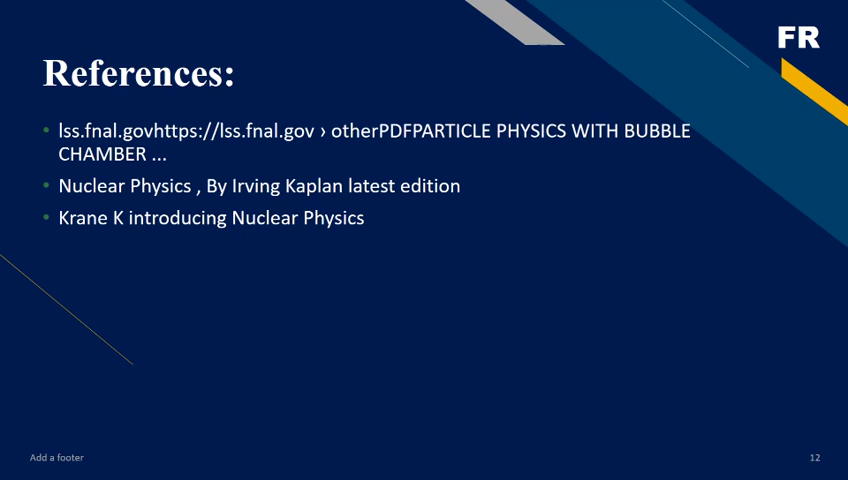 FR
References:
• lss.fnal.govhttps://lss.fnal.gov › otherPDFPARTICLE PHYSICS WITH BUBBLE
CHAMBER ...
• Nuclear Physics , By Irving Kaplan latest edition
• Krane K introducing Nuclear Physics
Add a footer
12